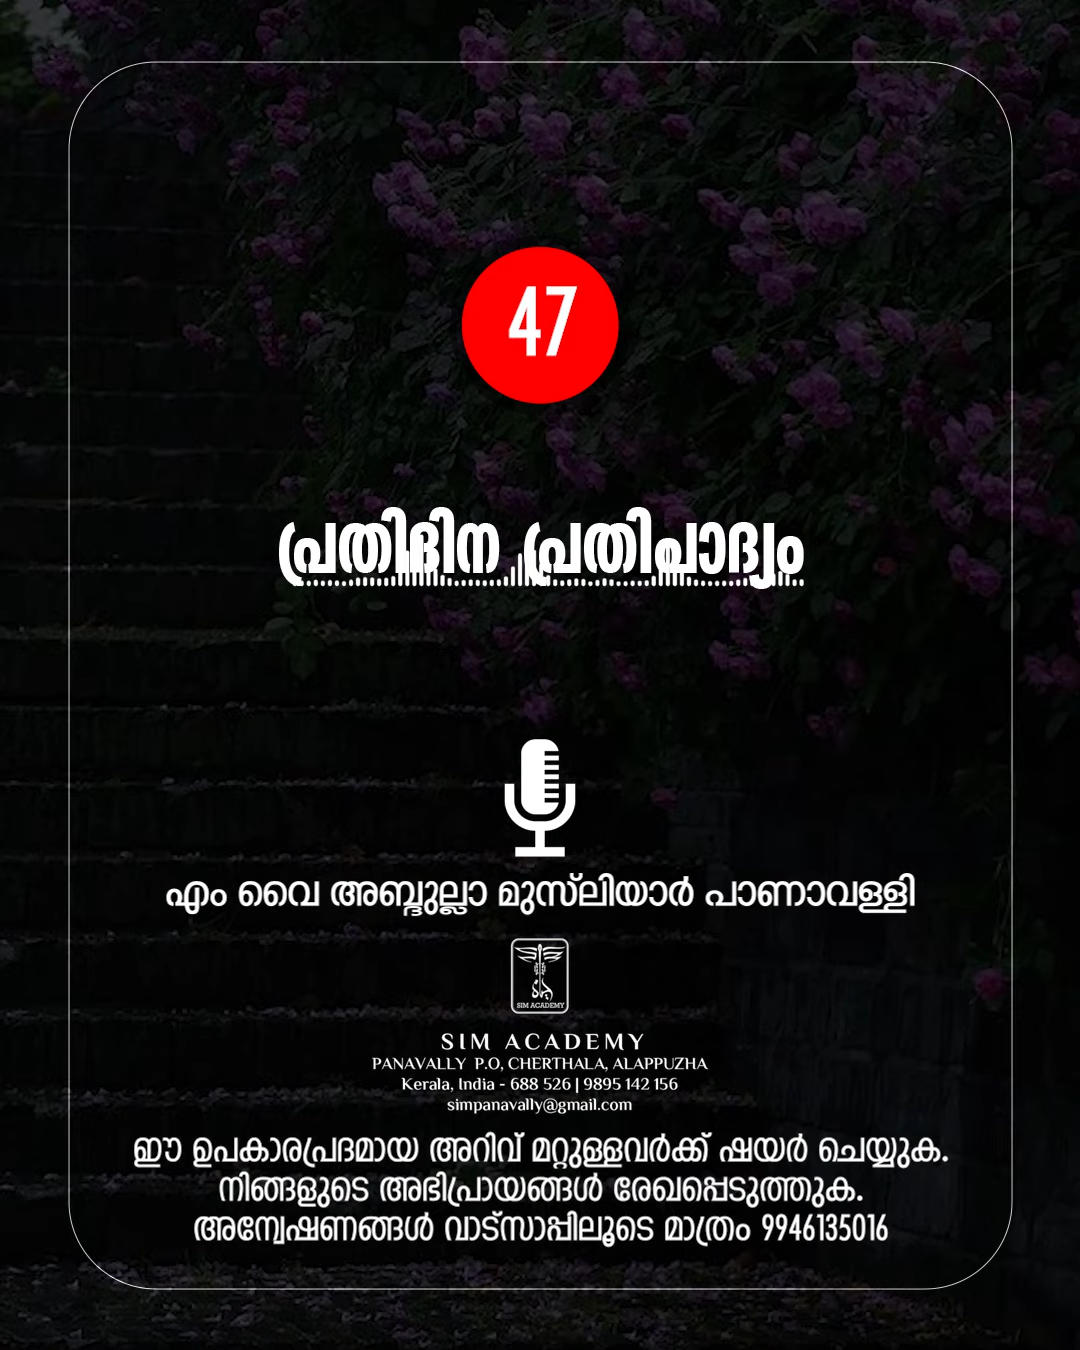 47
പ്രതിദിന പ്രതിപാദ്യം
എം വൈ അബ്ദുല്ലാ മുസ്‌ലിയാർ പാണാവള്ളി
SIM ACADEMY
SIM ACADEMY
PANAVALLY P.O, CHERTHALA, ALAPPUZHA
Kerala, India - 688 526 | 9895 142 156
simpanavally@gmail.com
ഈ ഉപകാരപ്രദമായ അറിവ് മറ്റുള്ളവർക്ക് ഷയർ ചെയ്യുക.
നിങ്ങളുടെ അഭിപ്രായങ്ങൾ രേഖപ്പെടുത്തുക.
അന്വേഷണങ്ങൾ വാട്സാപ്പിലൂടെ മാത്രം 9946135016